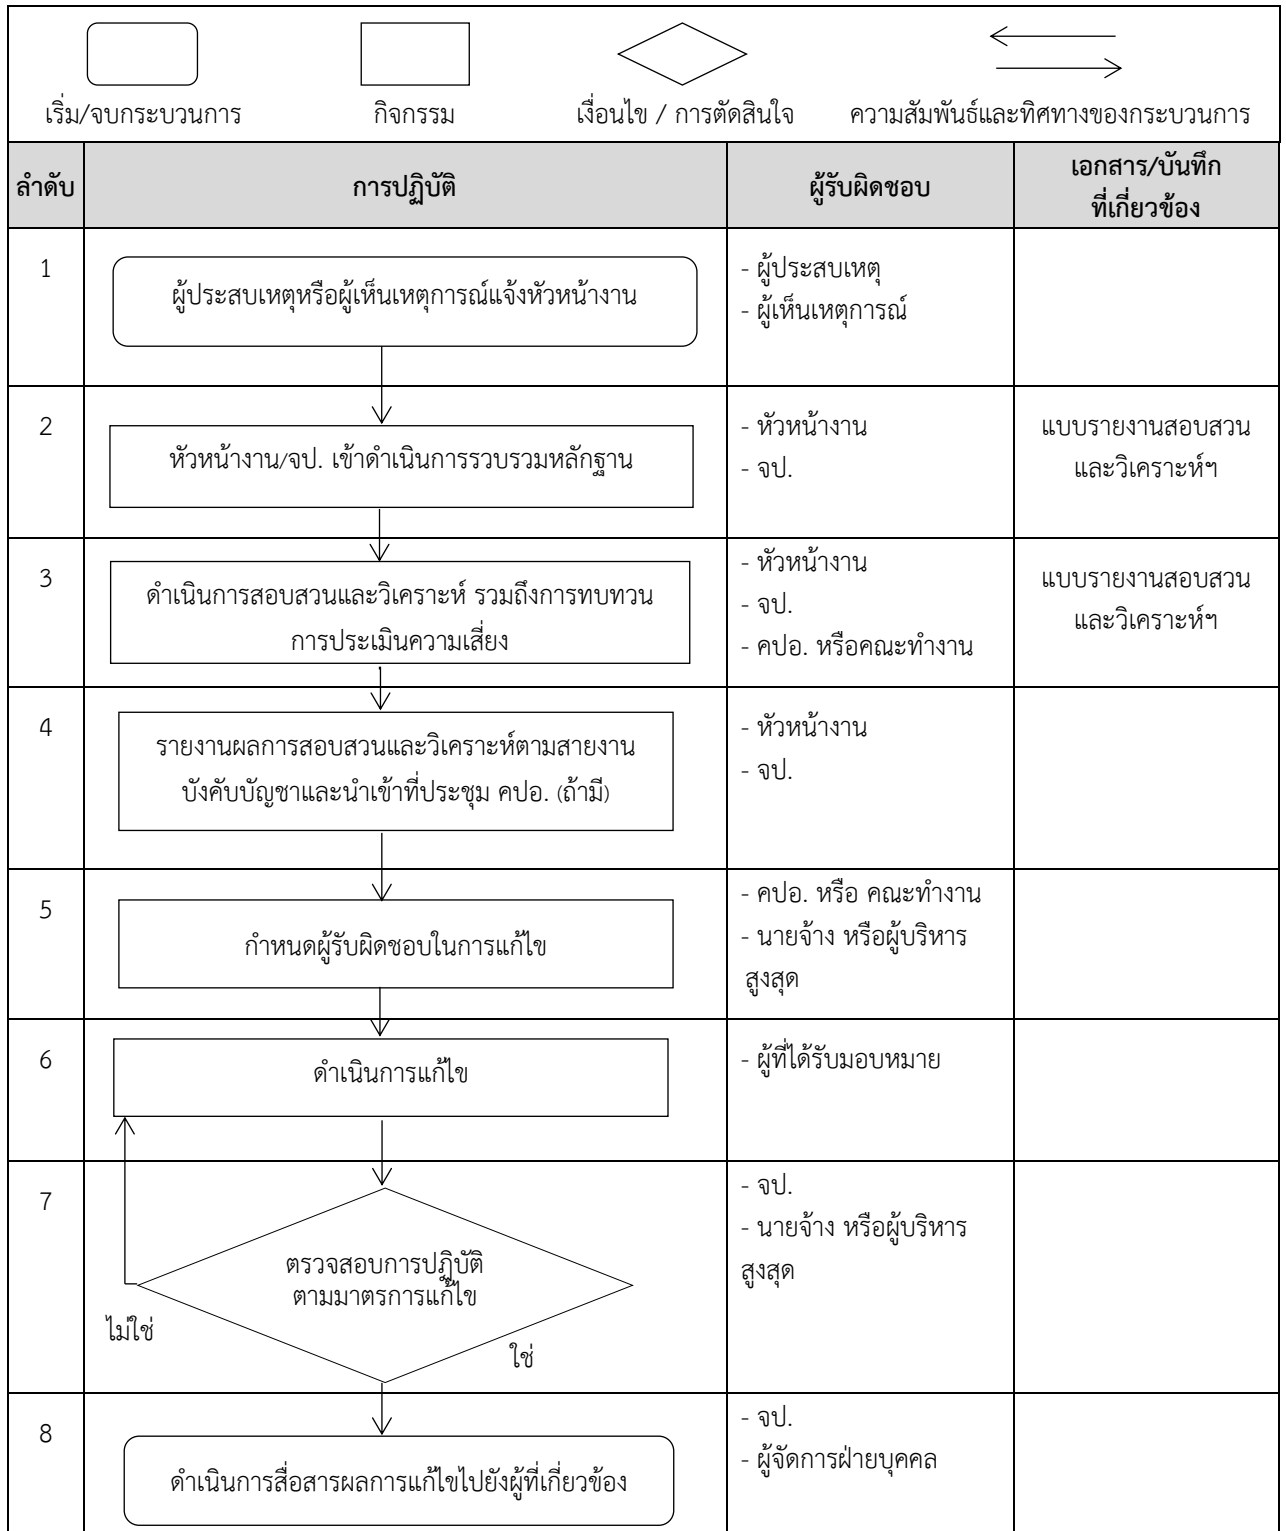 เริ่ม/จบกระบวนการ กิจกรรม เงื่อนไข / การตัดสินใจ ความสัมพันธ์และทิศทางของกระบวนการ
ลำดับ การปฏิบัติ ผู้รับผิดชอบ เอกสาร/บันทึก
ที่เกี่ยวข้อง
1 ผู้ประสบเหตุหรือผู้เห็นเหตุการณ์แจ้งหัวหน้างาน
- ผู้ประสบเหตุ
- ผู้เห็นเหตุการณ์
2 หัวหน้างาน/จป. เข้าดำเนินการรวบรวมหลักฐาน
- หัวหน้างาน
- จป.
แบบรายงานสอบสวน
และวิเคราะห์ฯ
3 ดำเนินการสอบสวนและวิเคราะห์ รวมถึงการทบทวน
การประเมินความเสี่ยง
- หัวหน้างาน
- จป.
- คปอ. หรือคณะทำงาน
แบบรายงานสอบสวน
และวิเคราะห์ฯ
4 รายงานผลการสอบสวนและวิเคราะห์ตามสายงาน
บังคับบัญชาและนำเข้าที่ประชุม คปอ. (ถ้ามี)
- หัวหน้างาน
- จป.
5 กำหนดผู้รับผิดชอบในการแก้ไข
- คปอ. หรือ คณะทำงาน
- นายจ้าง หรือผู้บริหาร
สูงสุด
6 ดำเนินการแก้ไข
- ผู้ที่ได้รับมอบหมาย
7 ตรวจสอบการปฏิบัติ
ตามมาตรการแก้ไข
ไม่ใช่
ใช่
- จป.
- นายจ้าง หรือผู้บริหาร
สูงสุด
8 ดำเนินการสื่อสารผลการแก้ไขไปยังผู้ที่เกี่ยวข้อง
- จป.
- ผู้จัดการฝ่ายบุคคล